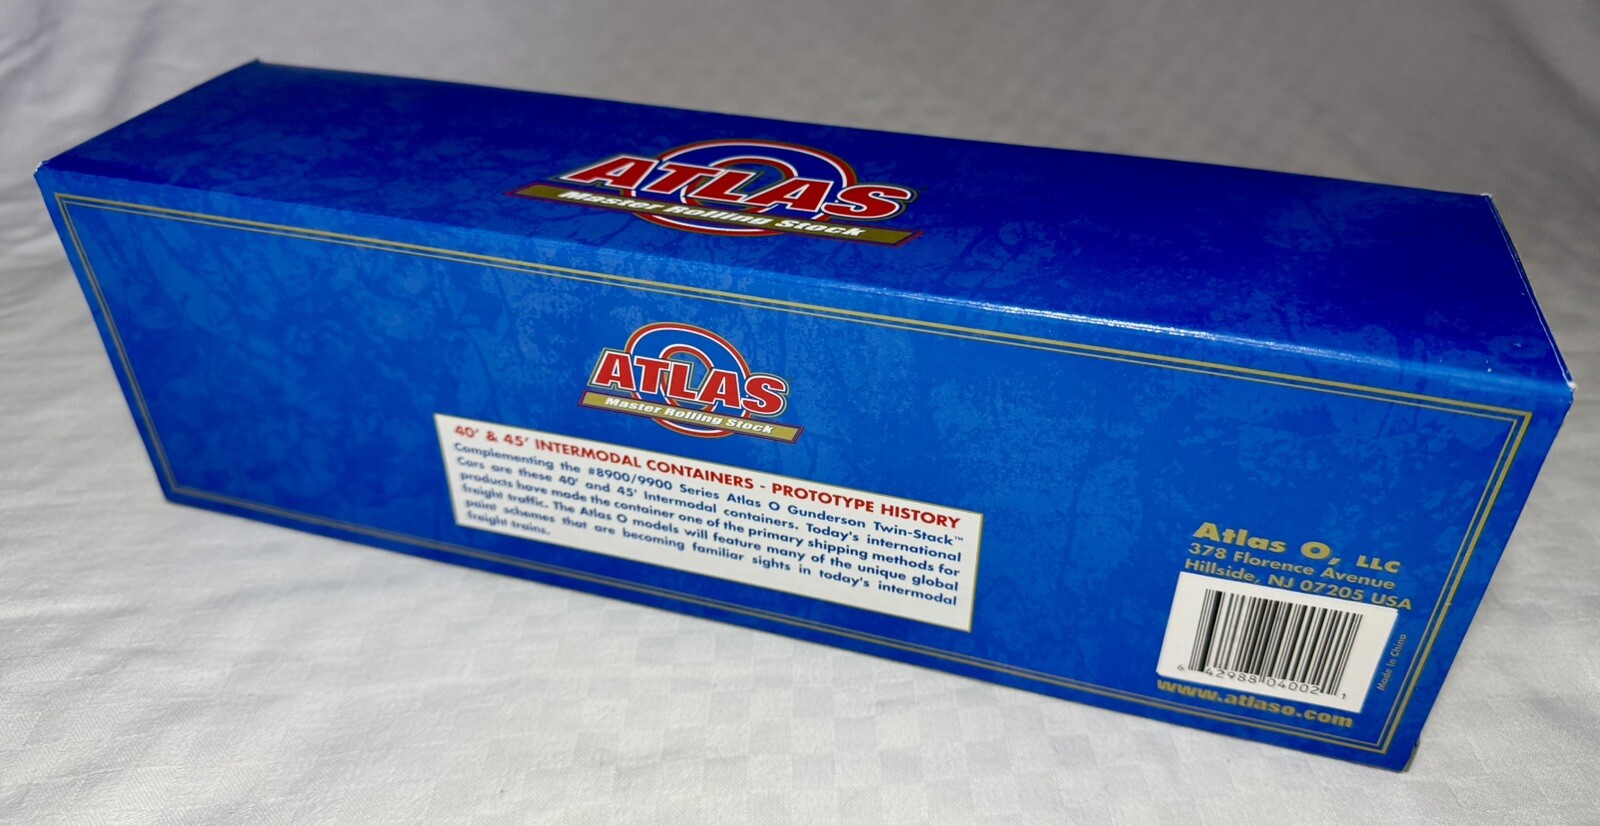 ATLAS
Master Rolling Stock
ATLAS
Master Rolling Stock
40' & 45' INTERMODAL CONTAINERS - PROTOTYPE HISTORY
Complementing the #8900/9900 Series Atlas O Gunderson Twin-Stack™
Cars are these 40' and 45' Intermodal containers. Today's international
products have made the container one of the primary shipping methods for
freight traffic. The Atlas O models will feature many of the unique global
paint schemes that are becoming familiar sights in today's intermodal
freight trains.
Atlas O, LLC
378 Florence Avenue
Hillside, NJ 07205 USA
6 42988 04002 1
Made in China
www.atlaso.com